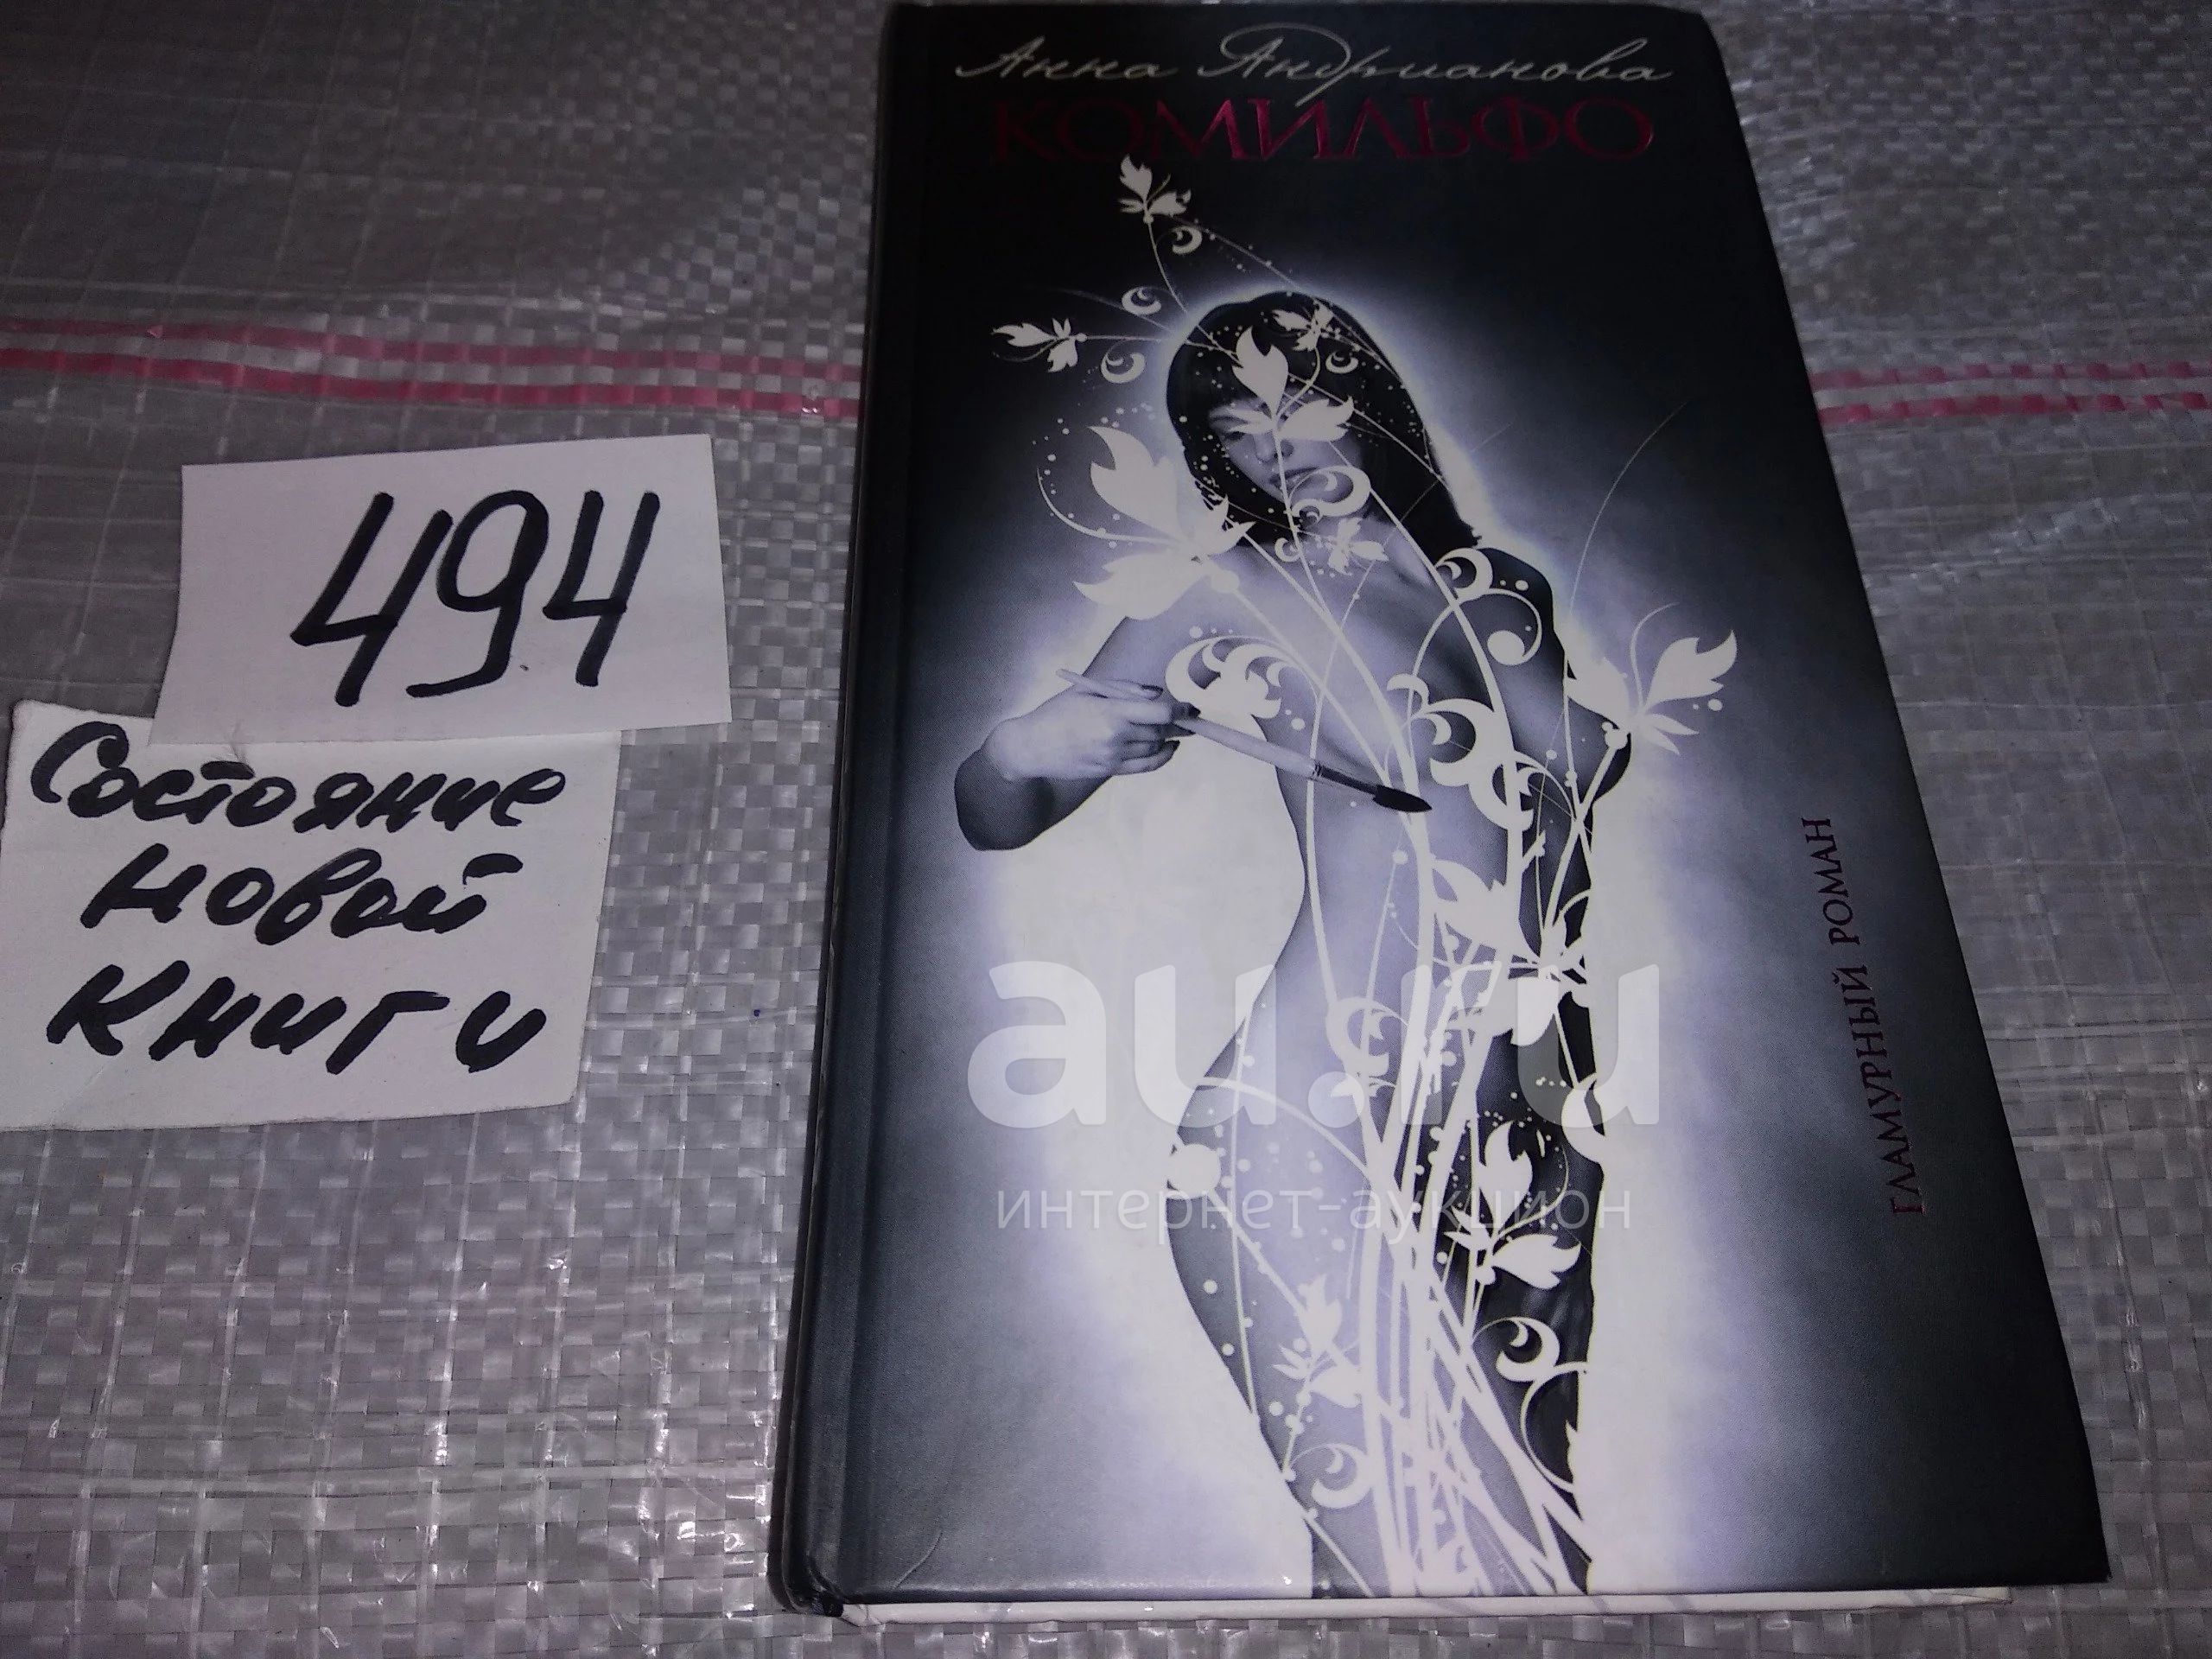 Анна Андрианова
КОМИЛЬФО
494
Состояние
новой
книги
ГЛАМУРНЫЙ РОМАН
au.ru
интернет-аукцион